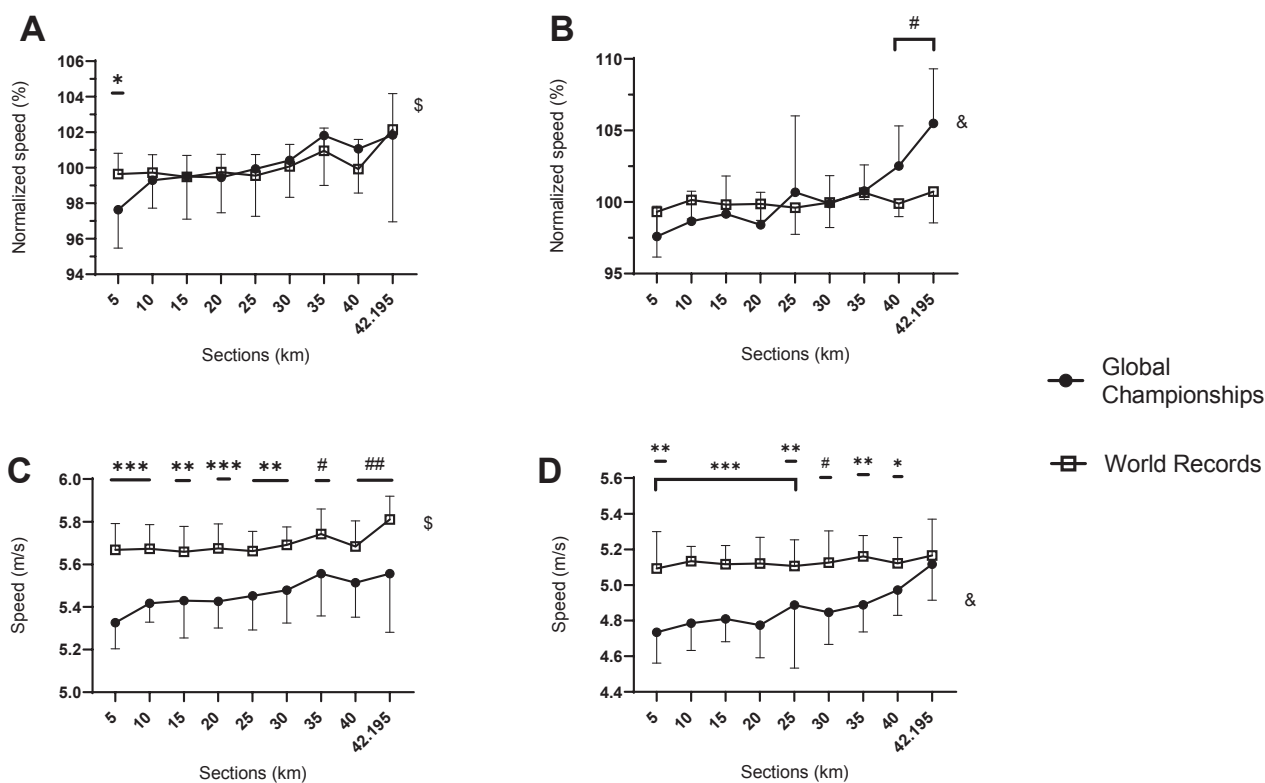 A
*
$
Normalized speed (%)
106
104
102
100
98
96
94
5 10 15 20 25 30 35 40 42.195
Sections (km)
B
#
&
Normalized speed (%)
110
105
100
95
5 10 15 20 25 30 35 40 42.195
Sections (km)
Global
Championships
World Records
C
*** ** *** ** # ##
$
Speed (m/s)
6.0
5.8
5.6
5.4
5.2
5.0
5 10 15 20 25 30 35 40 42.195
Sections (km)
D
** *** ** # ** *
&
Speed (m/s)
5.6
5.4
5.2
5.0
4.8
4.6
4.4
5 10 15 20 25 30 35 40 42.195
Sections (km)